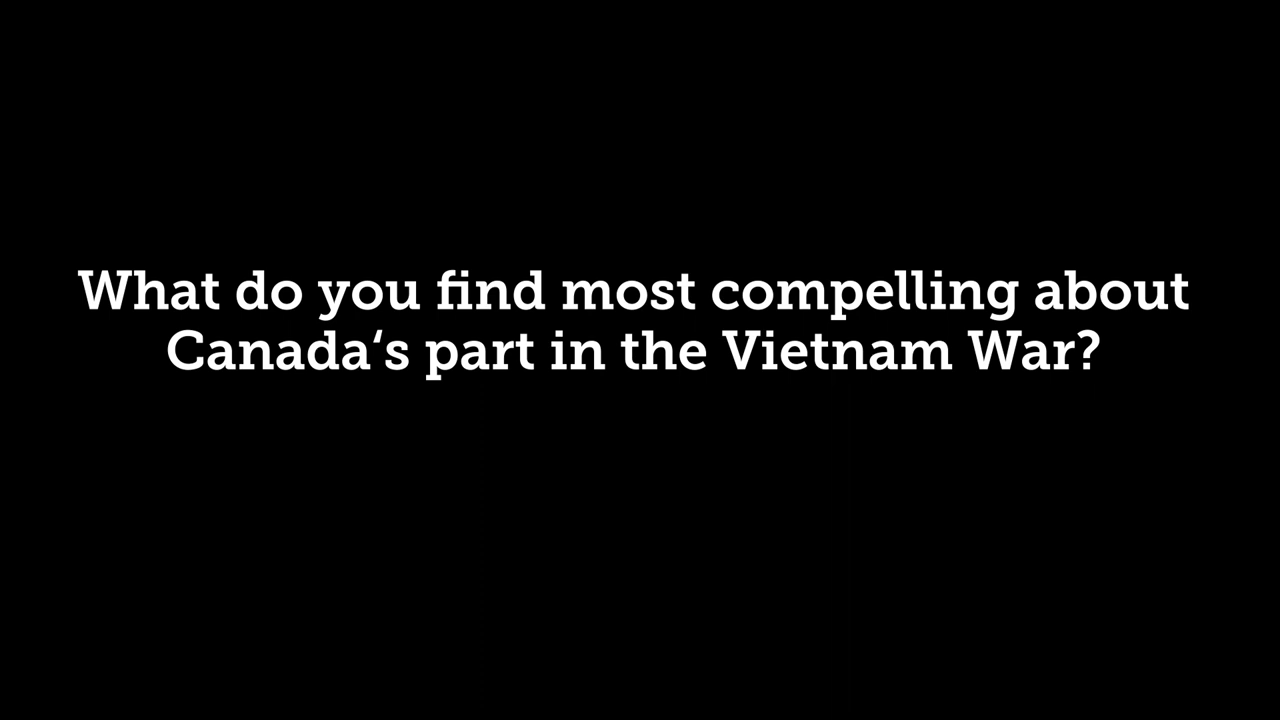 What do you find most compelling about
Canada‘s part in the Vietnam War?